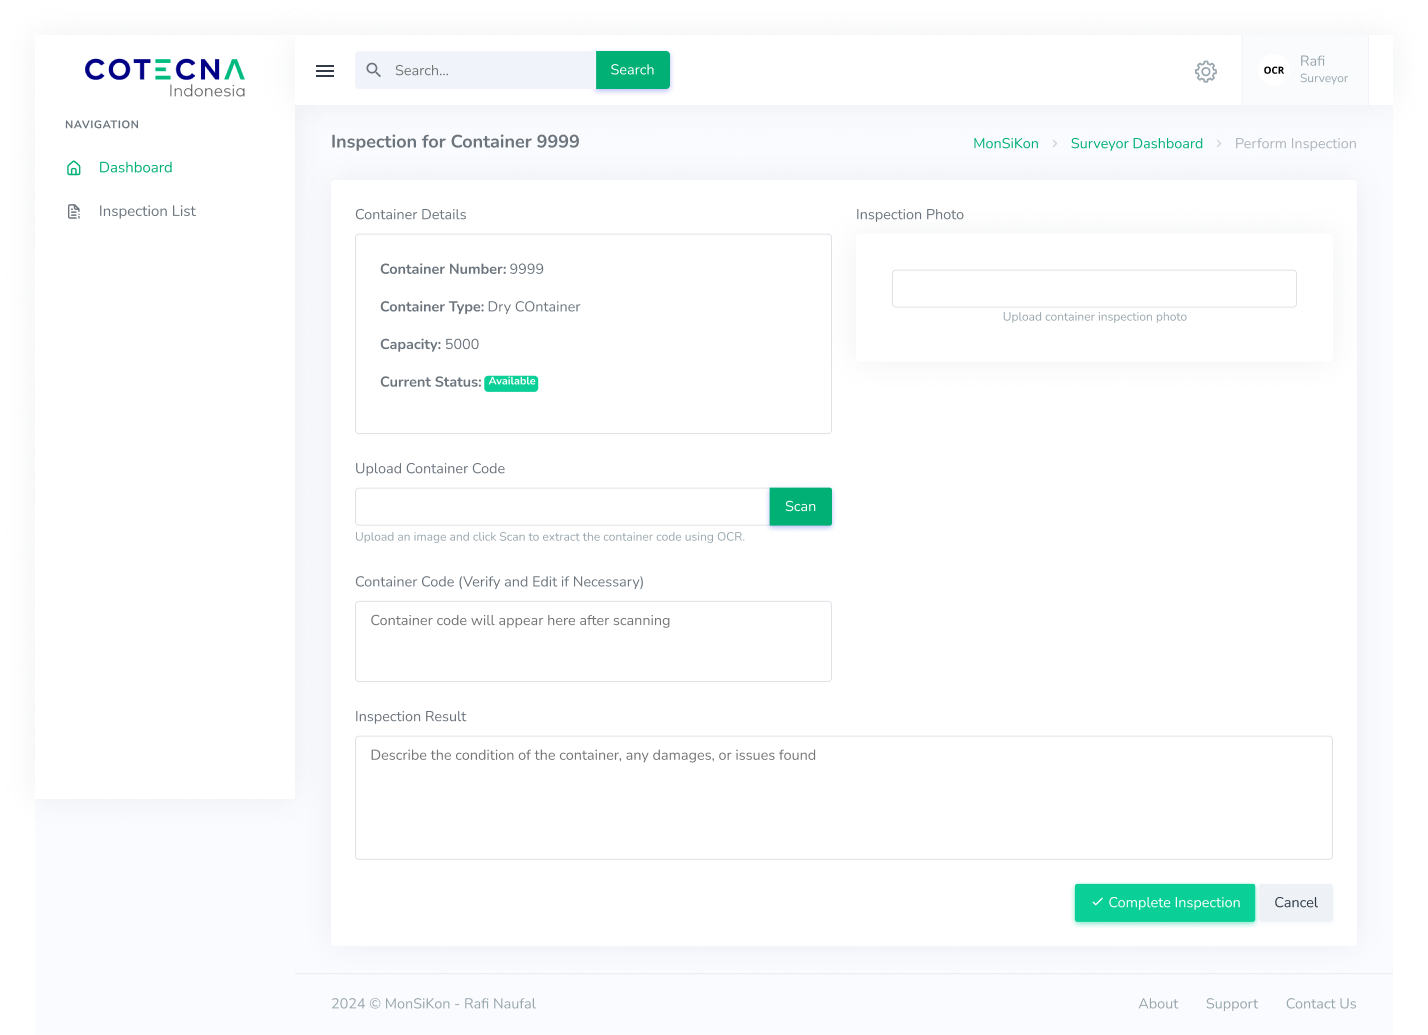 COTECNA
Indonesia
NAVIGATION
Dashboard
Inspection List
Search...
Search
OCR
Rafi
Surveyor
Inspection for Container 9999
MonSiKon > Surveyor Dashboard > Perform Inspection
Container Details
Container Number: 9999
Container Type: Dry COntainer
Capacity: 5000
Current Status: Available
Inspection Photo
Upload container inspection photo
Upload Container Code
Scan
Upload an image and click Scan to extract the container code using OCR.
Container Code (Verify and Edit if Necessary)
Container code will appear here after scanning
Inspection Result
Describe the condition of the container, any damages, or issues found
Complete Inspection
Cancel
2024 © MonSiKon - Rafi Naufal
About
Support
Contact Us